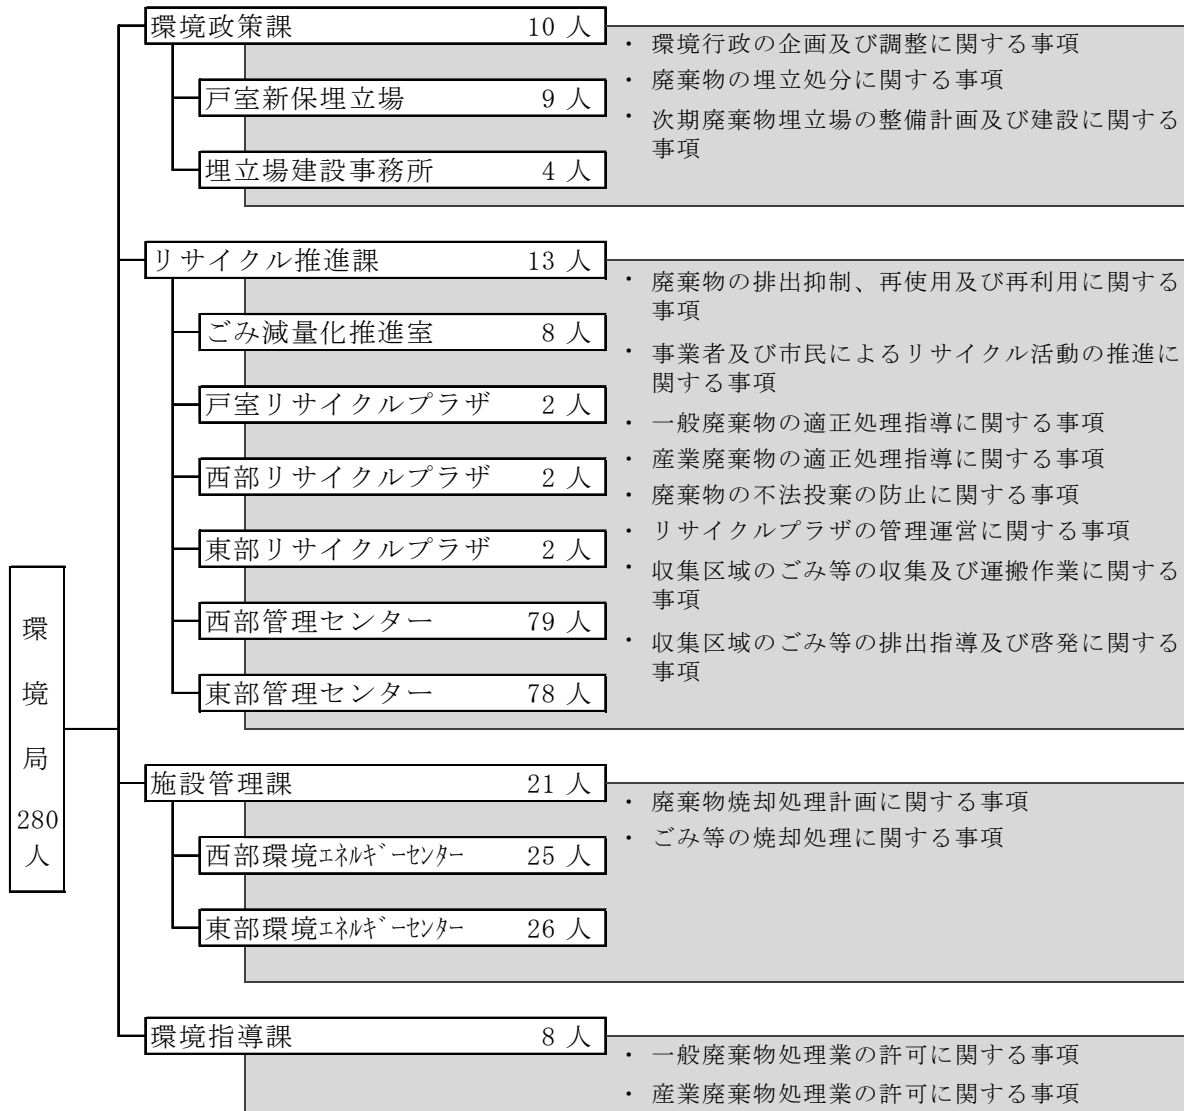 環境局 280人
環境政策課 10 人
戸室新保埋立場 9 人
埋立場建設事務所 4 人
・ 環境行政の企画及び調整に関する事項
・ 廃棄物の埋立処分に関する事項
・ 次期廃棄物埋立場の整備計画及び建設に関する
事項
リサイクル推進課 13 人
ごみ減量化推進室 8 人
戸室リサイクルプラザ 2 人
西部リサイクルプラザ 2 人
東部リサイクルプラザ 2 人
西部管理センター 79 人
東部管理センター 78 人
・ 廃棄物の排出抑制、再使用及び再利用に関する
事項
・ 事業者及び市民によるリサイクル活動の推進に
関する事項
・ 一般廃棄物の適正処理指導に関する事項
・ 産業廃棄物の適正処理指導に関する事項
・ 廃棄物の不法投棄の防止に関する事項
・ リサイクルプラザの管理運営に関する事項
・ 収集区域のごみ等の収集及び運搬作業に関する
事項
・ 収集区域のごみ等の排出指導及び啓発に関する
事項
施設管理課 21 人
西部環境ｴﾈﾙｷﾞｰｾﾝﾀｰ 25 人
東部環境ｴﾈﾙｷﾞｰｾﾝﾀｰ 26 人
・ 廃棄物焼却処理計画に関する事項
・ ごみ等の焼却処理に関する事項
環境指導課 8 人
・ 一般廃棄物処理業の許可に関する事項
・ 産業廃棄物処理業の許可に関する事項